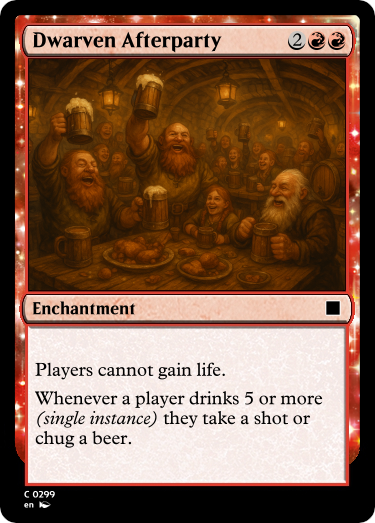 Dwarven Afterparty 2
Enchantment
Players cannot gain life.
Whenever a player drinks 5 or more
(single instance) they take a shot or
chug a beer.
C 0299
en